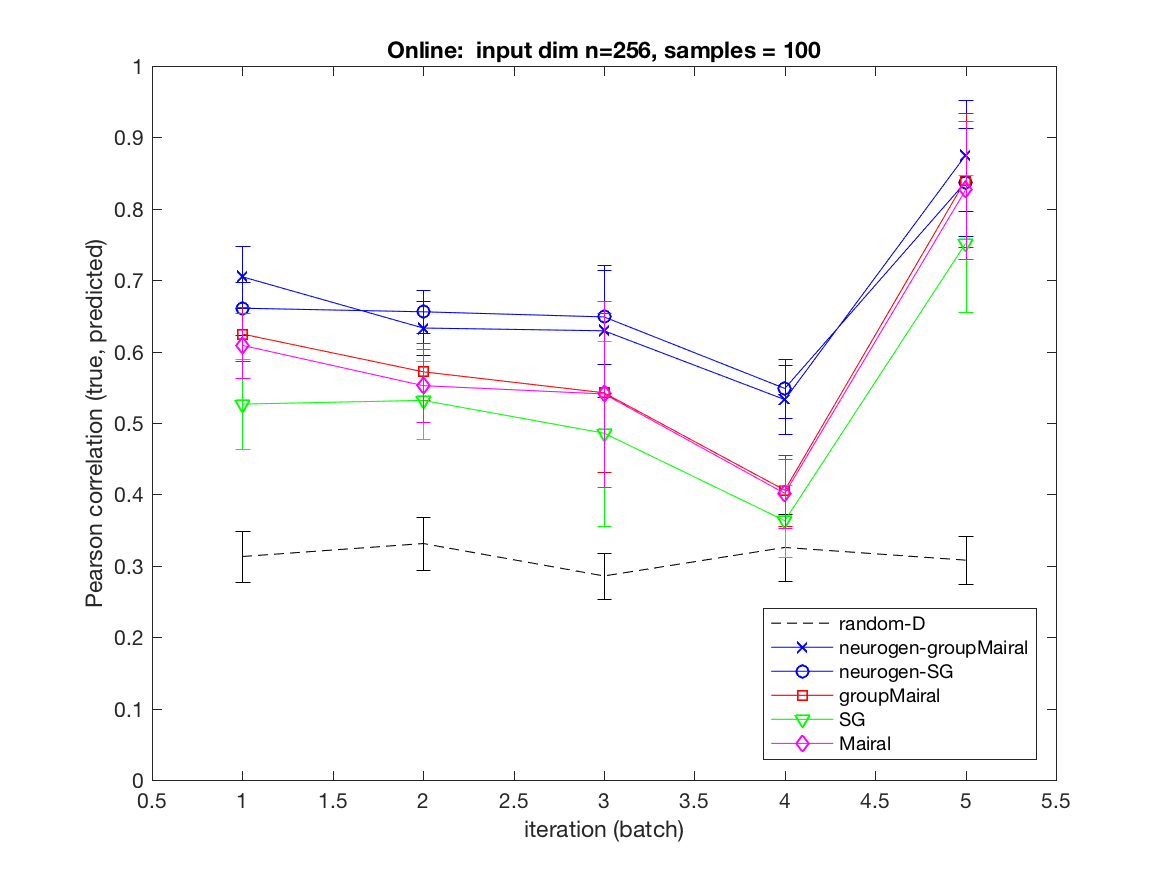 Online:  input dim n=256, samples = 100
Pearson correlation (true, predicted)
1
0.9
0.8
0.7
0.6
0.5
0.4
0.3
0.2
0.1
0
random-D
neurogen-groupMairal
neurogen-SG
groupMairal
SG
Mairal
0.5 1 1.5 2 2.5 3 3.5 4 4.5 5 5.5
iteration (batch)